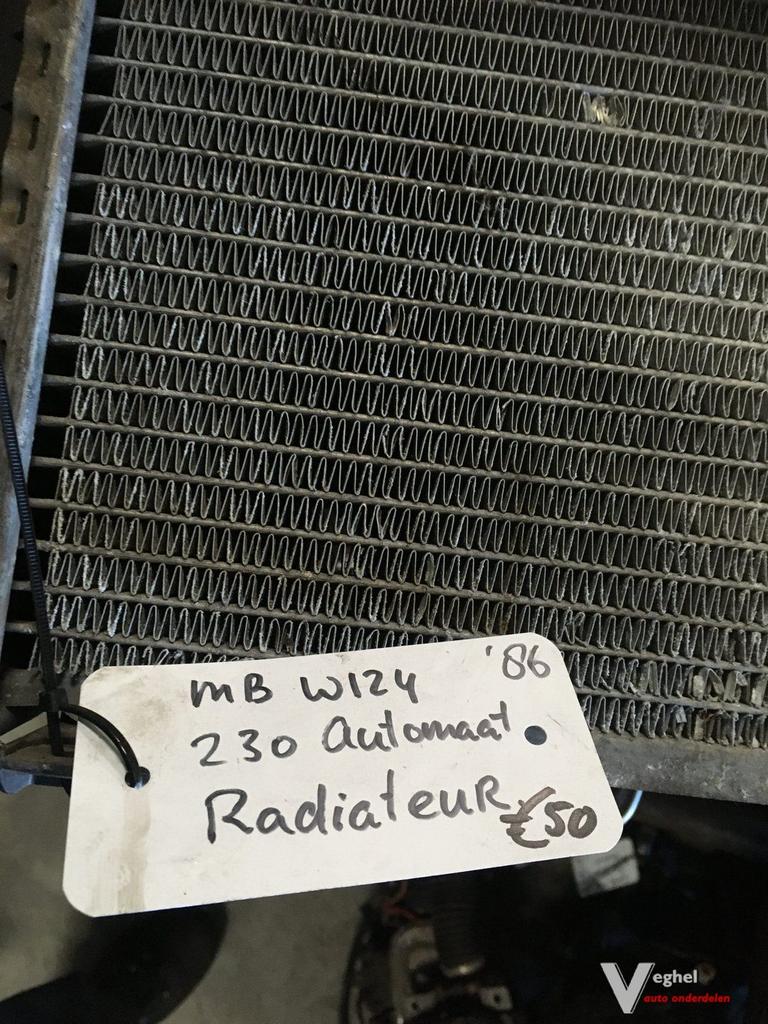 MB W124 '86
230 Automaat
Radiateur €50
Veghel
auto onderdelen